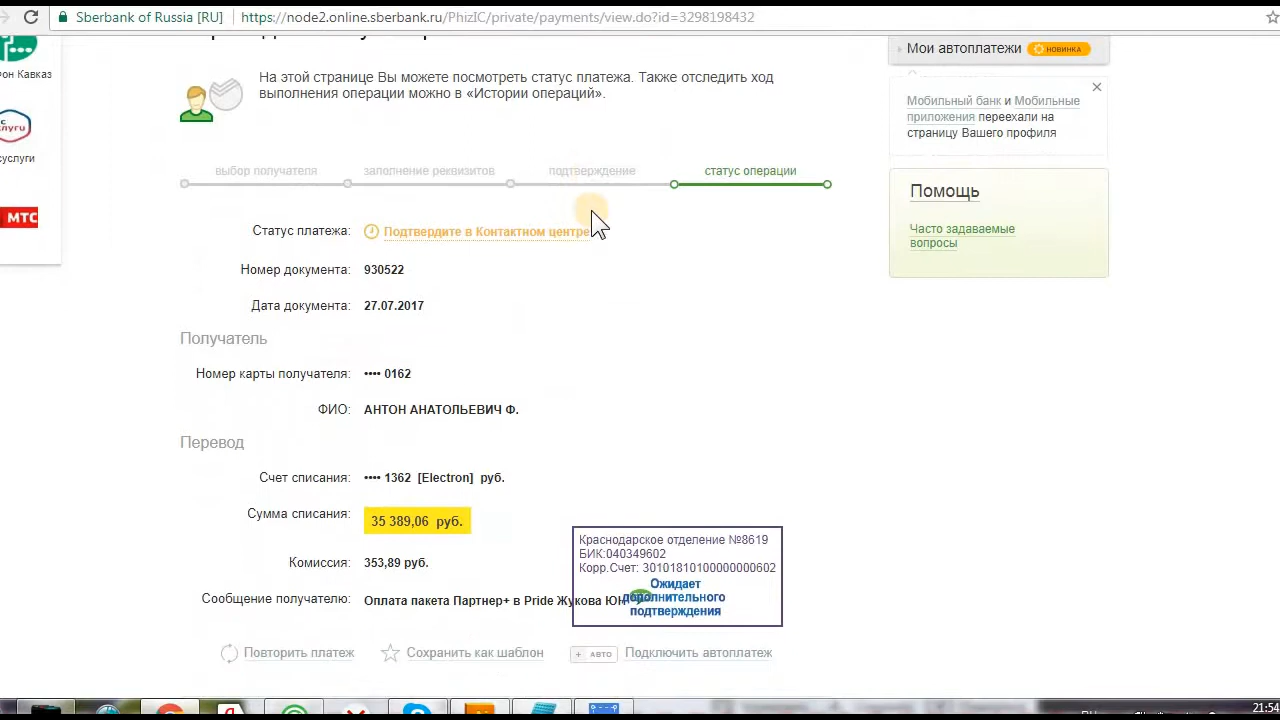 Sberbank of Russia [RU]
https://node2.online.sberbank.ru/PhizIC/private/payments/view.do?id=3298198432
Мои автоплатежи
НОВИНКА
фон Кавказ
На этой странице Вы можете посмотреть статус платежа. Также отследить ход
выполнения операции можно в «Истории операций».
Мобильный банк и Мобильные
приложения переехали на
страницу Вашего профиля
услуги
суслуги
выбор получателя
заполнение реквизитов
подтверждение
статус операции
Помощь
Часто задаваемые
вопросы
МТС
Статус платежа: Подтвердите в Контактном центре
Номер документа: 930522
Дата документа: 27.07.2017
Получатель
Номер карты получателя: •••• 0162
ФИО: АНТОН АНАТОЛЬЕВИЧ Ф.
Перевод
Счет списания: •••• 1362 [Electron] руб.
Сумма списания: 35 389,06 руб.
Комиссия: 353,89 руб.
Сообщение получателю: Оплата пакета Партнер+ в Pride Жукова
Краснодарское отделение №8619
БИК:040349602
Корр.Счет: 30101810100000000602
Ожидает
дополнительного
подтверждения
Повторить платеж
Сохранить как шаблон
+ АВТО
Подключить автоплатеж
21:54